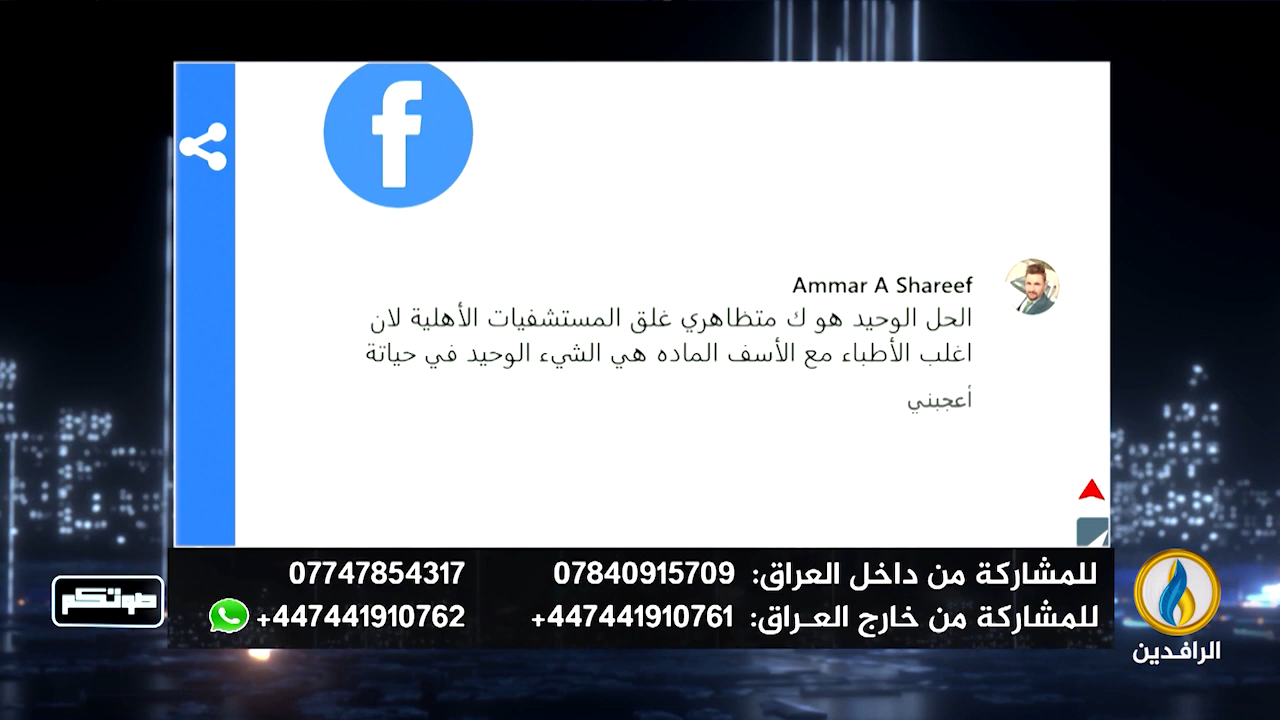 Ammar A Shareef
الحل الوحيد هو ك متظاهري غلق المستشفيات الأهلية لان
اغلب الأطباء مع الأسف الماده هي الشيء الوحيد في حياتة
أعجبني
للمشاركة من داخل العراق: 07840915709 07747854317
للمشاركة من خارج العـراق: +447441910761 +447441910762
صوتكم
الرافدين